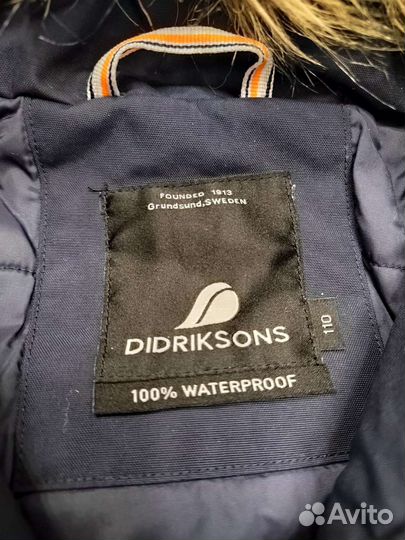 FOUNDED 1913
Grundsund,SWEDEN
DIDRIKSONS
110
100% WATERPROOF
Avito